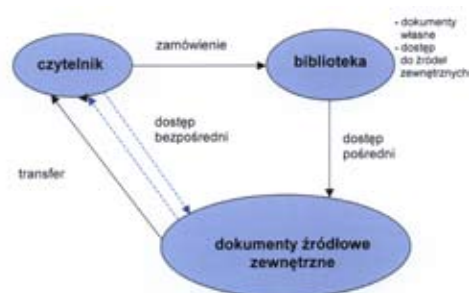 czytelnik
zamówienie
biblioteka
- dokumenty
własne
- dostęp
do źródeł
zewnętrznych
dostęp
bezpośredni
dostęp
pośredni
transfer
dokumenty źródłowe
zewnętrzne